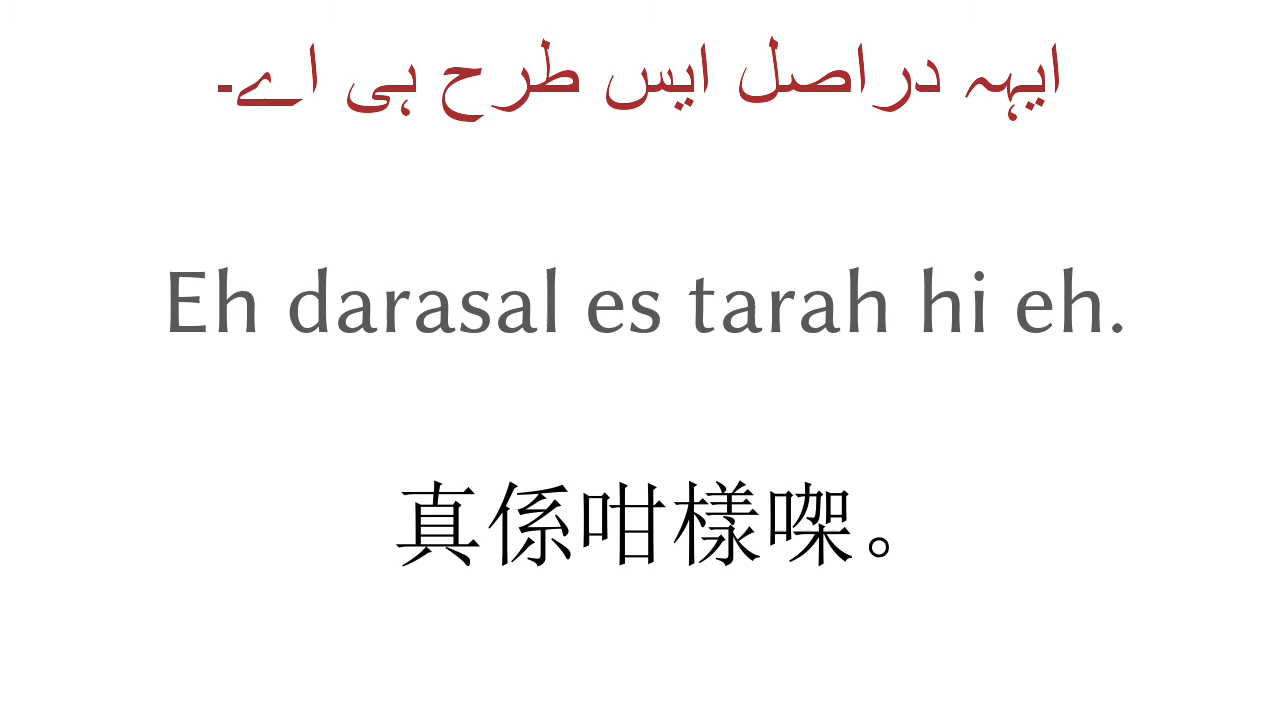 ایہہ دراصل ایس طرح ہی اے۔
Eh darasal es tarah hi eh.
真係咁樣㗎。